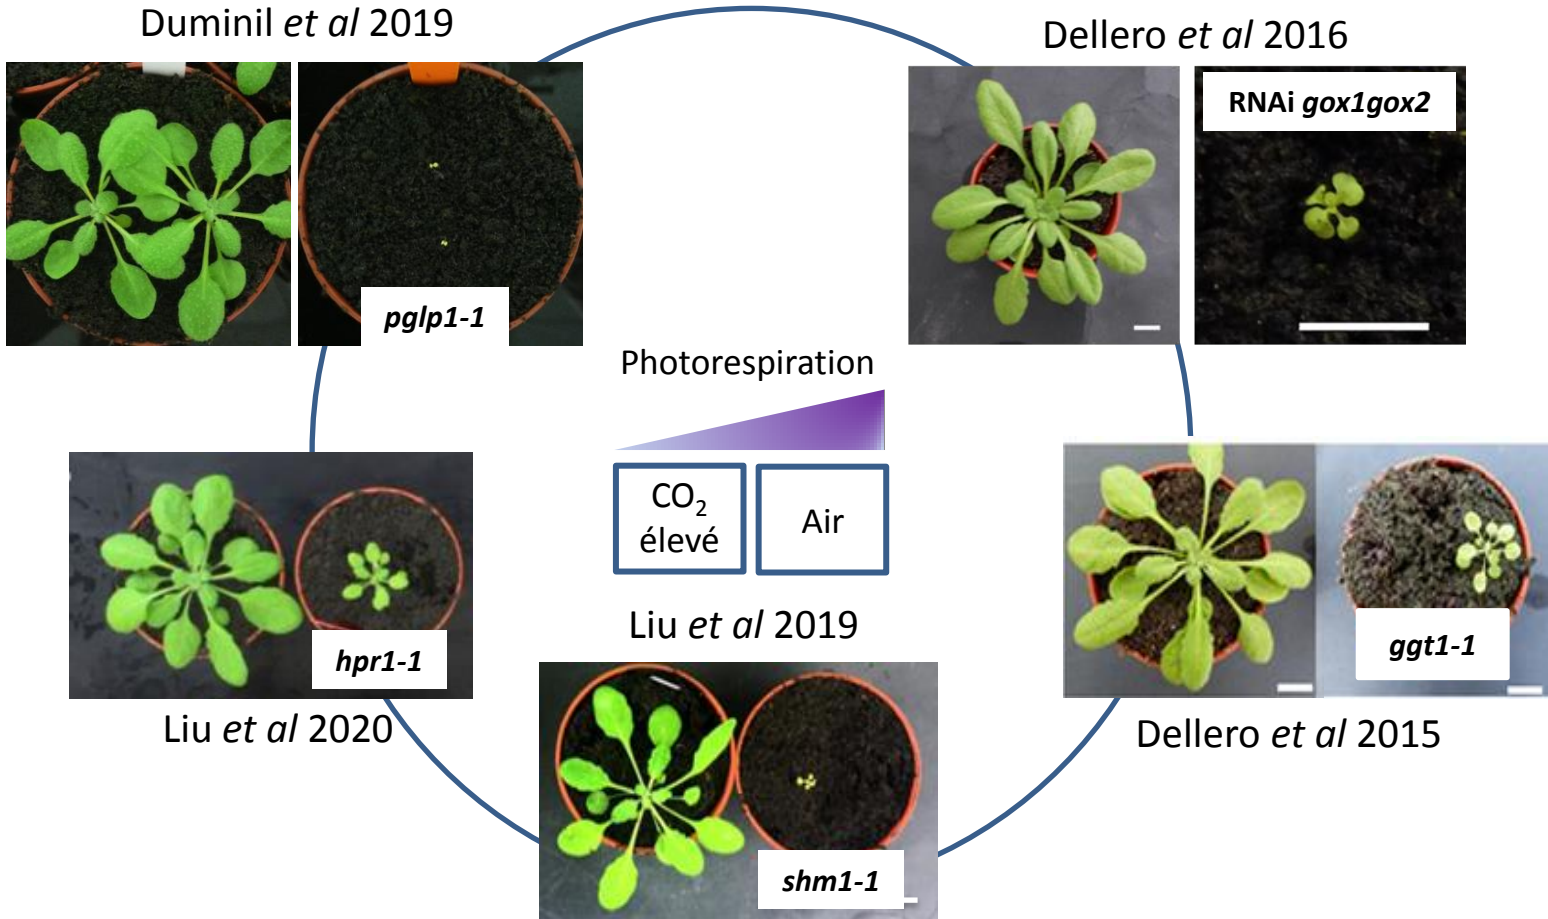 Duminil et al 2019
Dellero et al 2016
RNAi gox1gox2
pglp1-1
Photorespiration
CO₂
élevé
Air
Liu et al 2019
hpr1-1
ggt1-1
Liu et al 2020
Dellero et al 2015
shm1-1